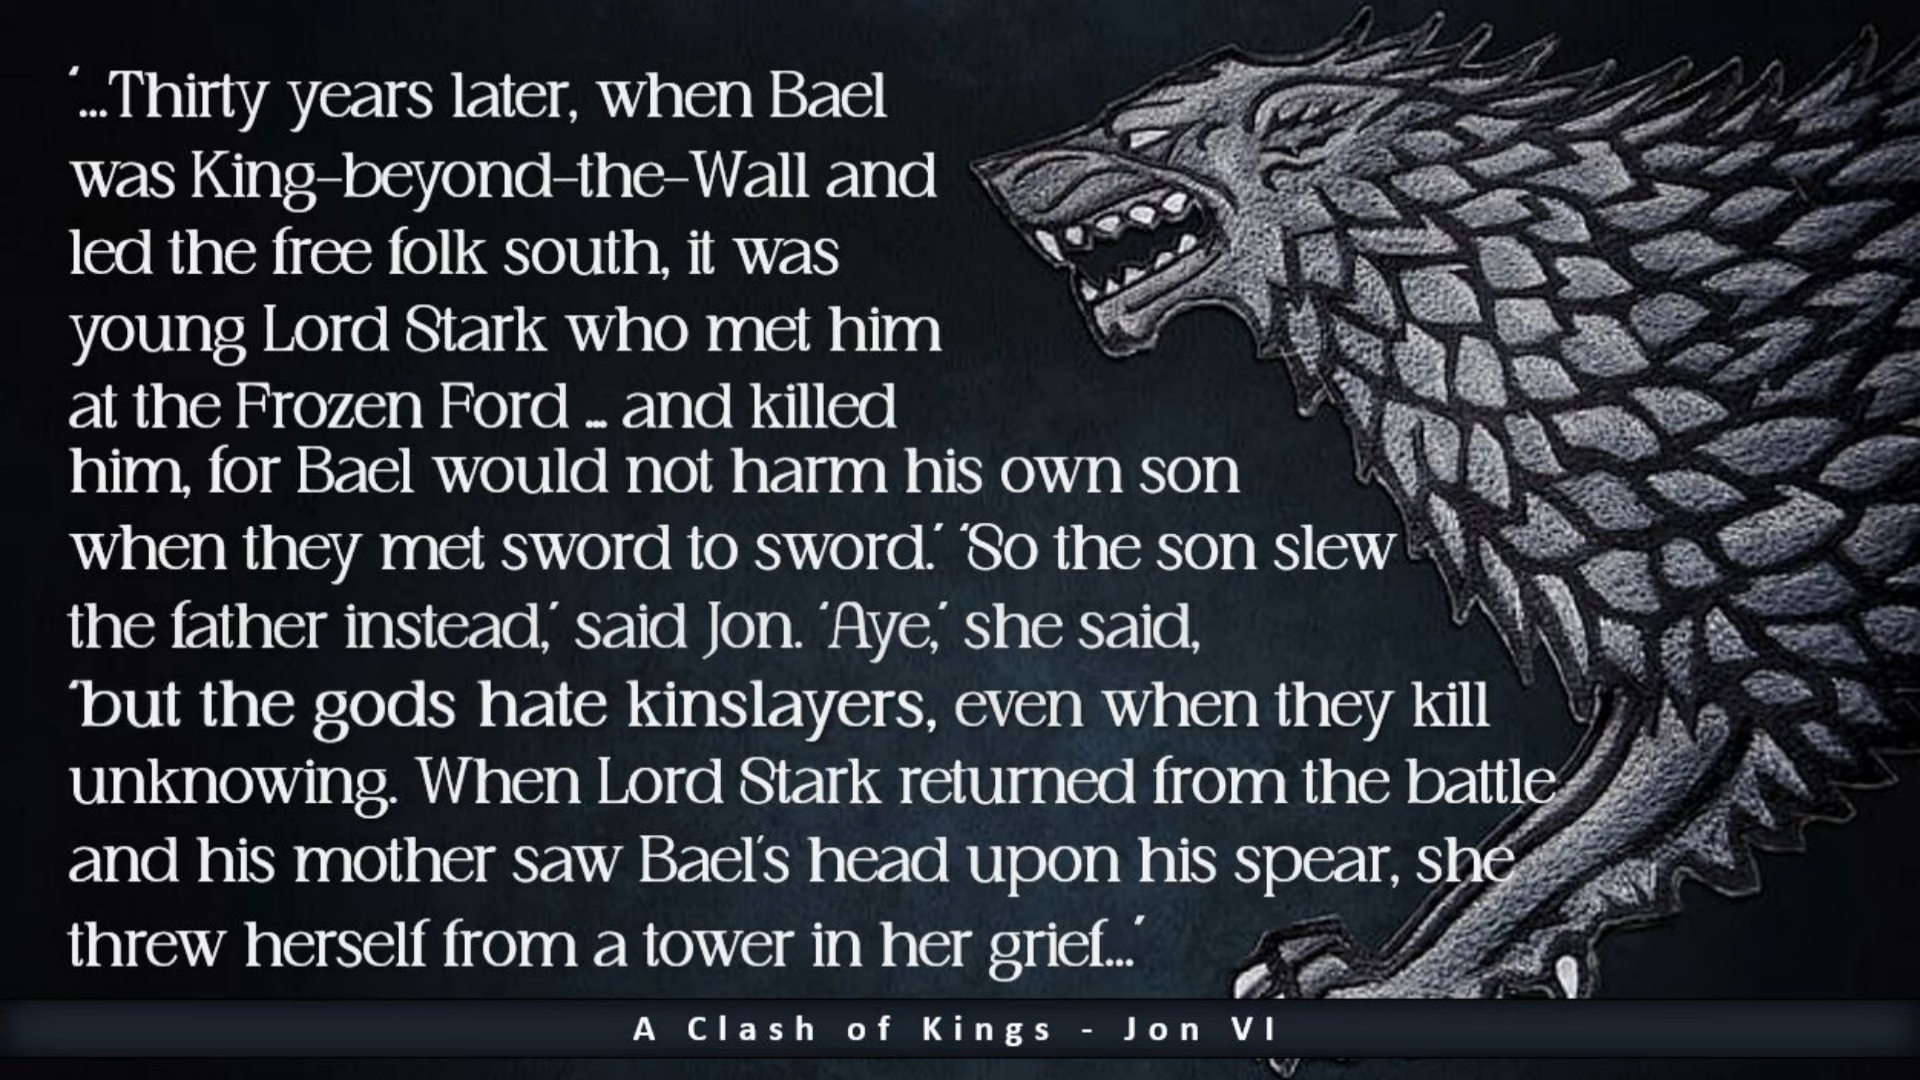 ‘...Thirty years later, when Bael
was King-beyond-the-Wall and
led the free folk south, it was
young Lord Stark who met him
at the Frozen Ford ... and killed
him, for Bael would not harm his own son
when they met sword to sword.’ ‘So the son slew
the father instead,’ said Jon. ‘Aye,’ she said,
‘but the gods hate kinslayers, even when they kill
unknowing. When Lord Stark returned from the battle
and his mother saw Bael's head upon his spear, she
threw herself from a tower in her grief...’
A Clash of Kings - Jon VI